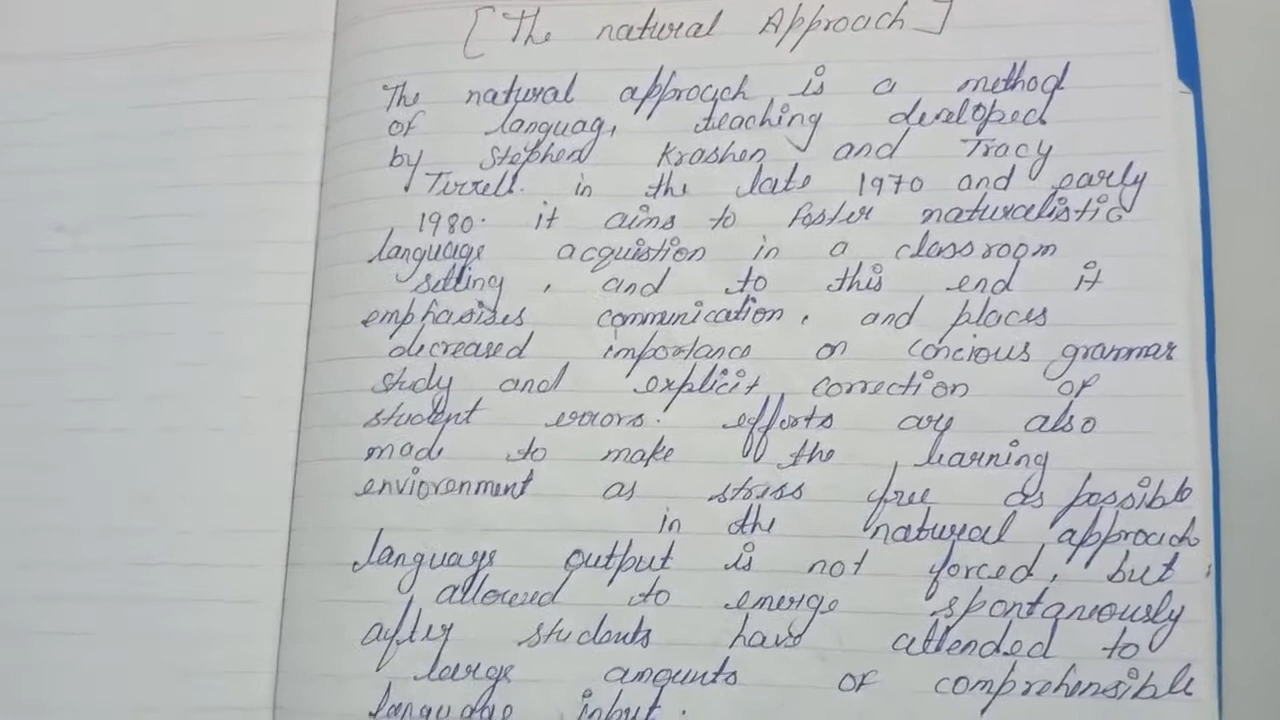 [The natural Approach]
The natural approach is a method
of languag, teaching developed
by Stephen Krashen and Tracy
Terrell. in the late 1970 and early
1980. it aims to foster naturalistic
language acquistion in a classroom
setting, and to this end it
emphasises communication, and places
decreased importance on concious grammar
study and explicit correction of
student errors. efforts are also
made to make the learning
enviorenment as stress free as possible
in the natural approach
language output is not forced, but
allowed to emerge spontaneously
after students have attended to
large amounts of comprehensible
language input.